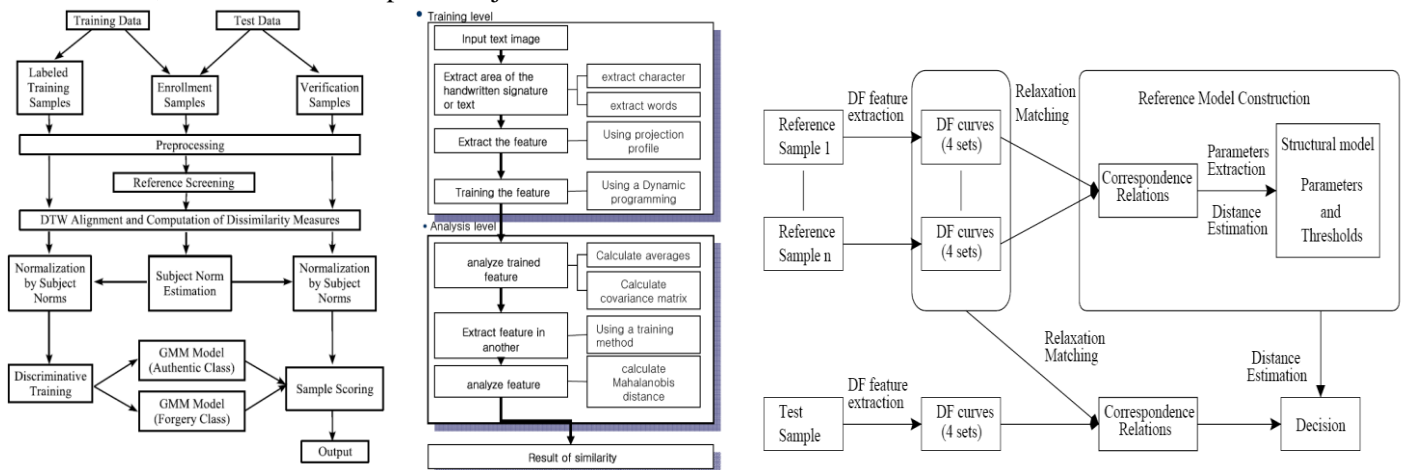 Training Data
Test Data
Labeled
Training
Samples
Enrollment
Samples
Verification
Samples
Preprocessing
Reference Screening
DTW Alignment and Computation of Dissimilarity Measures
Normalization
by Subject
Norms
Subject Norm
Estimation
Normalization
by Subject
Norms
Discriminative
Training
GMM Model
(Authentic Class)
GMM Model
(Forgery Class)
Sample Scoring
Output
• Training level
Input text image
Extract area of the
handwritten signature
or text
extract character
extract words
Extract the feature
Using projection
profile
Training the feature
Using a Dynamic
programming
• Analysis level
analyze trained
feature
Calculate averages
Calculate
covariance matrix
Extract feature in
another
Using a training
method
analyze feature
calculate
Mahalanobis
distance
Result of similarity
Reference
Sample 1
DF feature
extraction
DF curves
(4 sets)
Relaxation
Matching
Reference Model Construction
Correspondence
Relations
Parameters
Extraction
Distance
Estimation
Structural model
Parameters
and
Thresholds
Reference
Sample n
DF curves
(4 sets)
Relaxation
Matching
Distance
Estimation
Test
Sample
DF feature
extraction
DF curves
(4 sets)
Correspondence
Relations
Decision